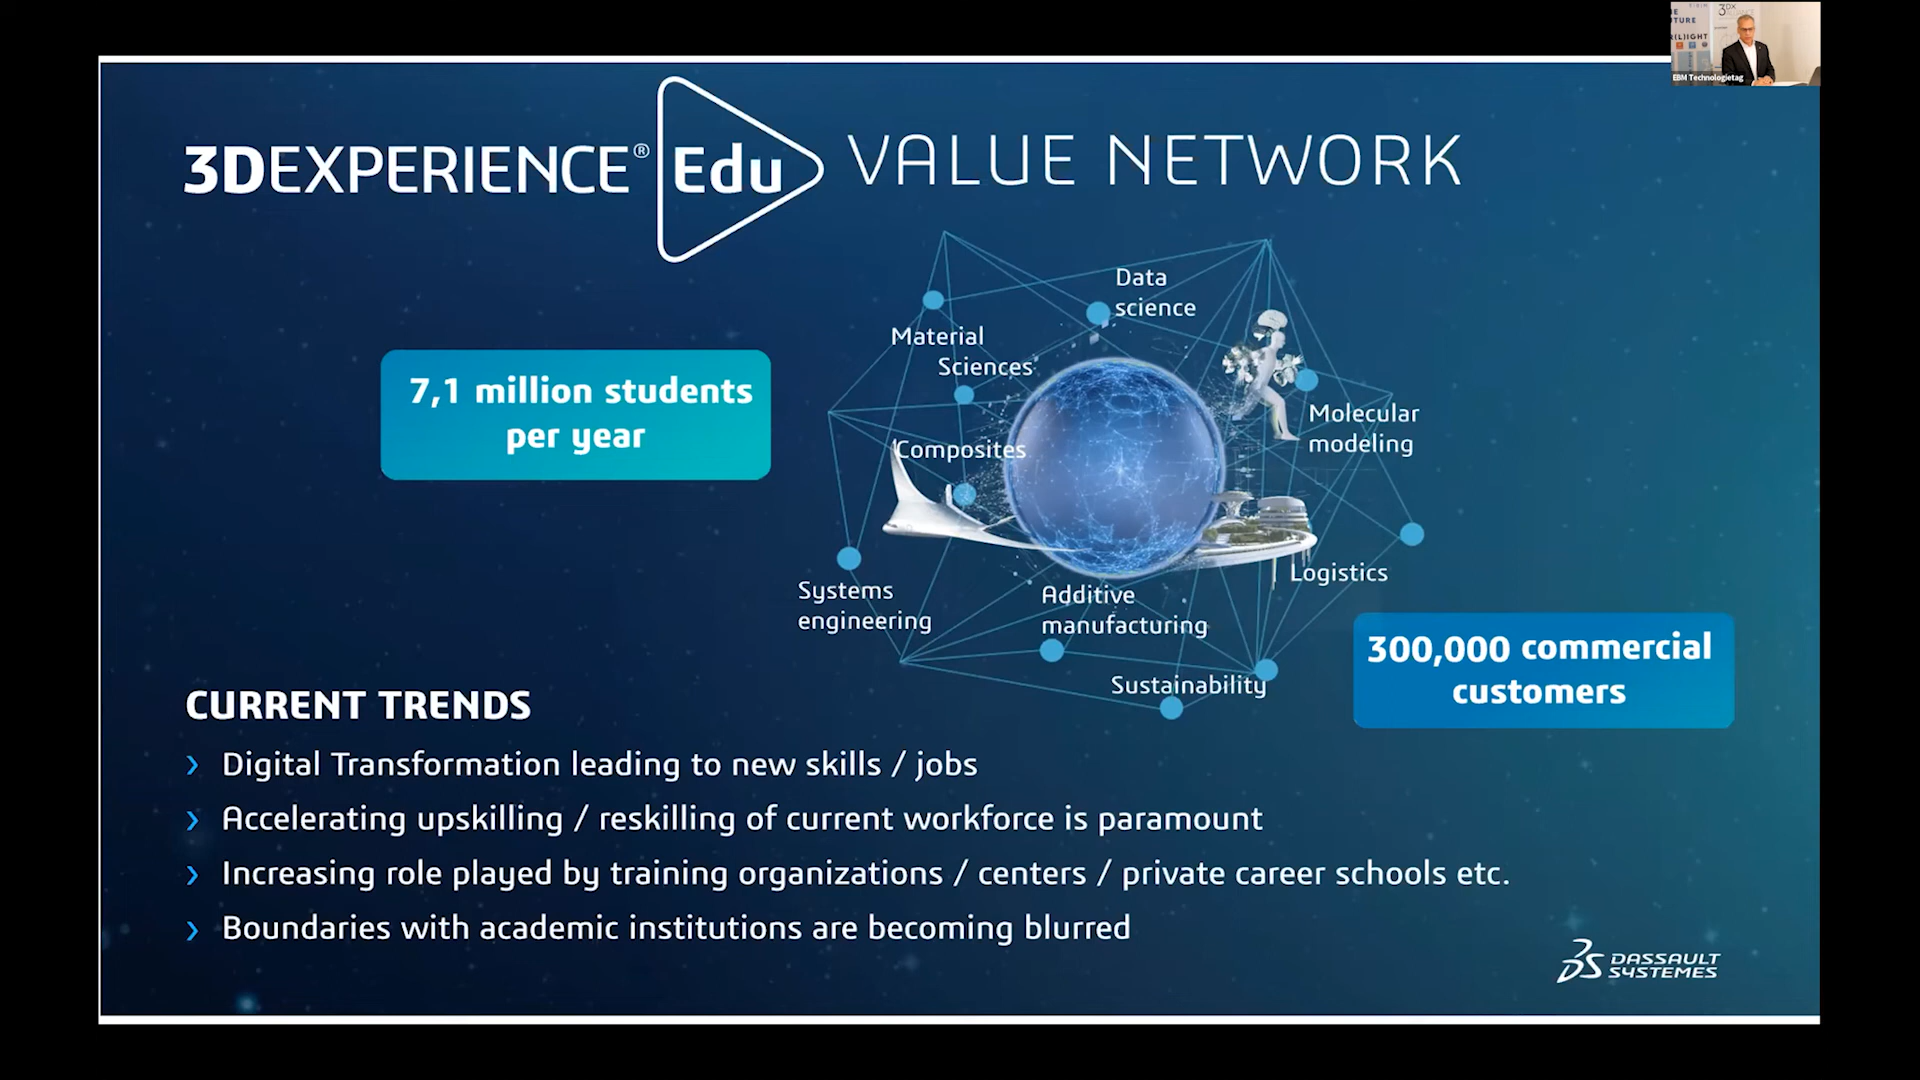 3DEXPERIENCE® Edu VALUE NETWORK
7,1 million students
per year
Data
science
Material
Sciences
Composites
Molecular
modeling
Systems
engineering
Additive
manufacturing
Logistics
Sustainability
300,000 commercial
customers
CURRENT TRENDS
› Digital Transformation leading to new skills / jobs
› Accelerating upskilling / reskilling of current workforce is paramount
› Increasing role played by training organizations / centers / private career schools etc.
› Boundaries with academic institutions are becoming blurred
3DS DASSAULT
SYSTEMES
3DX
EBM Technologietag